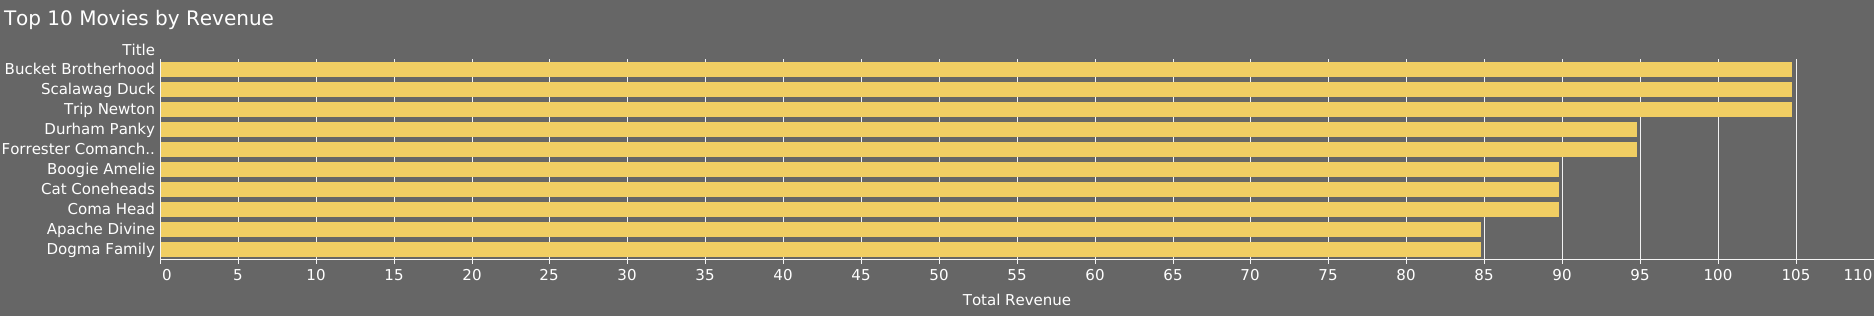 Top 10 Movies by Revenue
Title
Bucket Brotherhood
Scalawag Duck
Trip Newton
Durham Panky
Forrester Comanch..
Boogie Amelie
Cat Coneheads
Coma Head
Apache Divine
Dogma Family
0 5 10 15 20 25 30 35 40 45 50 55 60 65 70 75 80 85 90 95 100 105 110
Total Revenue